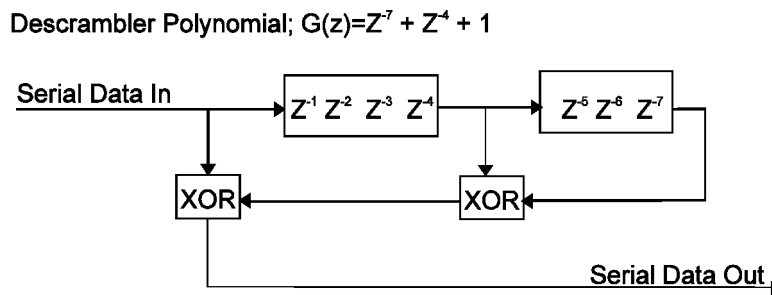 Descrambler Polynomial; G(z)=Z⁻⁷ + Z⁻⁴ + 1
Serial Data In
Z⁻¹ Z⁻² Z⁻³ Z⁻⁴
Z⁻⁵ Z⁻⁶ Z⁻⁷
XOR
XOR
Serial Data Out